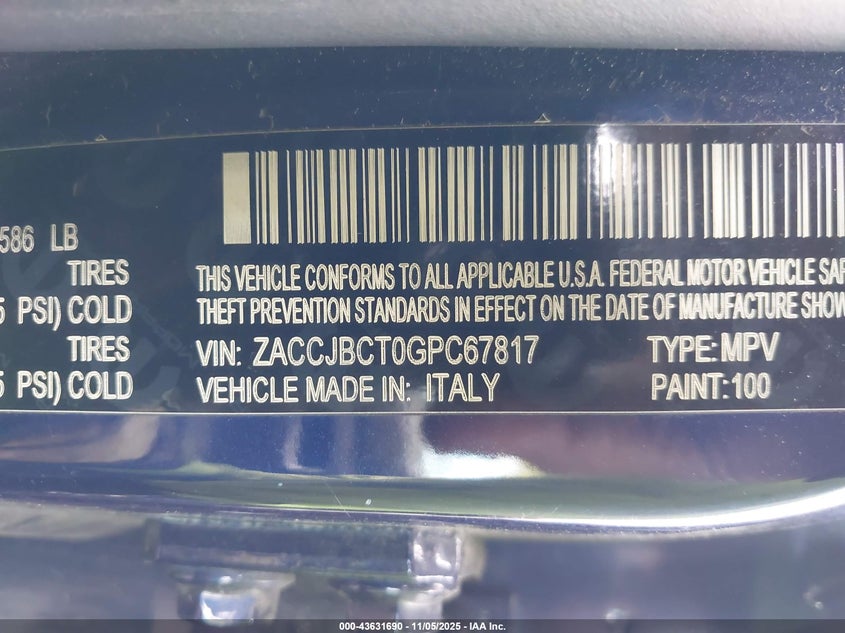 586 LB
TIRES
THIS VEHICLE CONFORMS TO ALL APPLICABLE U.S.A. FEDERAL MOTOR VEHICLE SAF
5 PSI) COLD
THEFT PREVENTION STANDARDS IN EFFECT ON THE DATE OF MANUFACTURE SHOW
TIRES
VIN: ZACCJBCT0GPC67817 TYPE: MPV
5 PSI) COLD
VEHICLE MADE IN: ITALY PAINT: 100
000-43631690 - 11/05/2025 - IAA Inc.